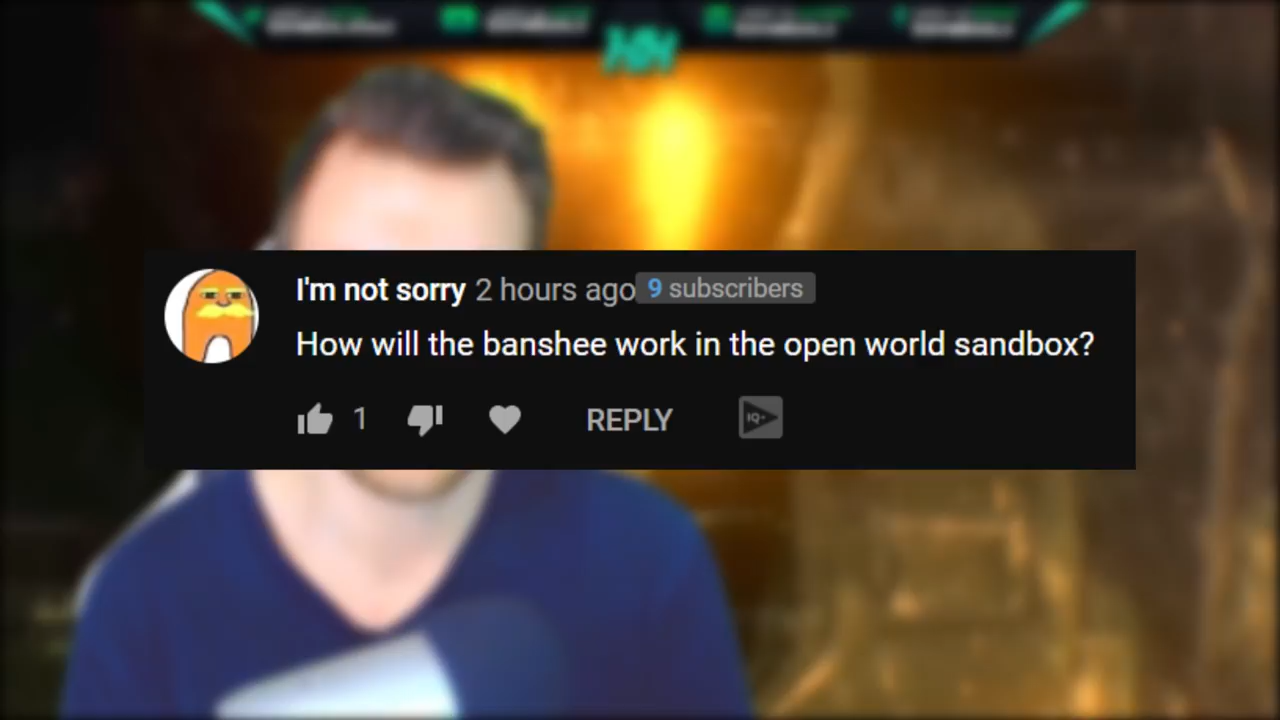 I'm not sorry 2 hours ago 9 subscribers
How will the banshee work in the open world sandbox?
1 REPLY IQ-